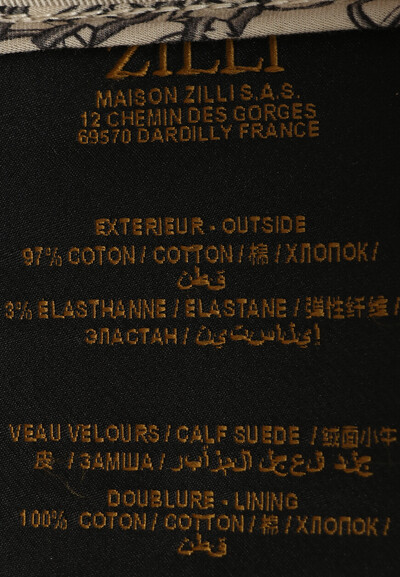 ZILLI
MAISON ZILLI S.A.S.
12 CHEMIN DES GORGES
69570 DARDILLY FRANCE
EXTERIEUR - OUTSIDE
97% COTON / COTTON / 棉 / ХЛОПОК /
قطن
3% ELASTHANNE / ELASTANE / 弹性纤维 /
ЭЛАСТАН /
VEAU VELOURS / CALF SUEDE / 绒面小牛
皮 / ЗАМША /
DOUBLURE - LINING
100% COTON / COTTON / 棉 / ХЛОПОК /
قطن